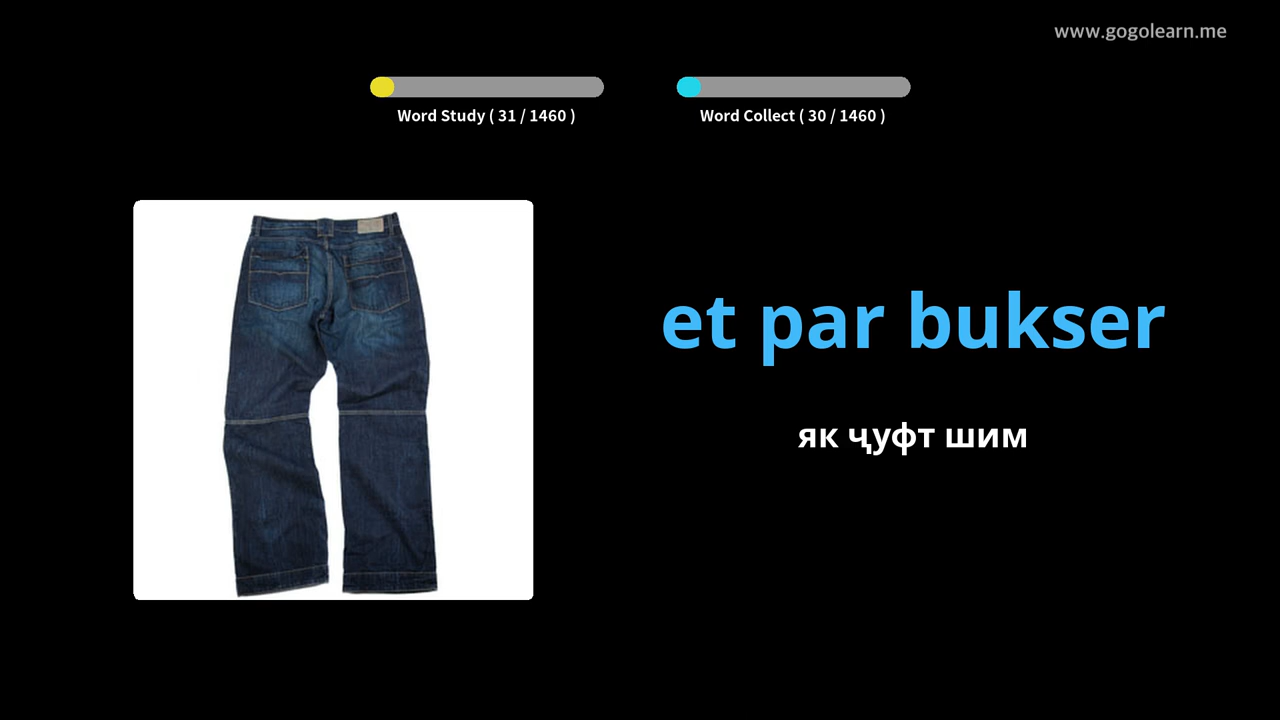 www.gogolearn.me
Word Study ( 31 / 1460 )
Word Collect ( 30 / 1460 )
et par bukser
як ҷуфт шим